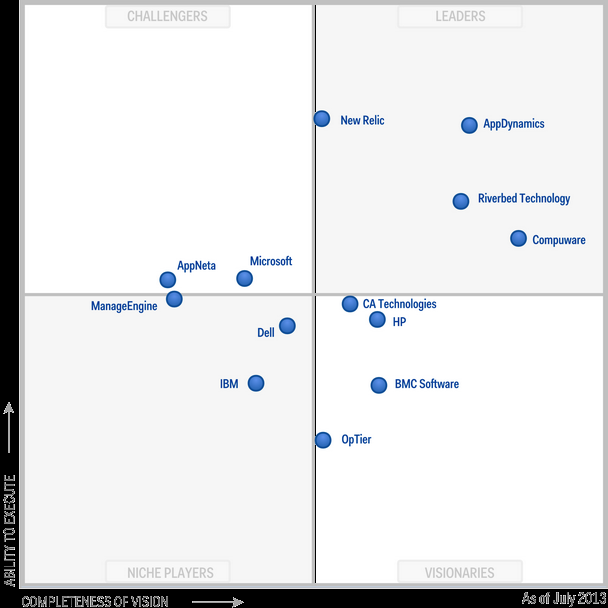 CHALLENGERS
LEADERS
New Relic
AppDynamics
Riverbed Technology
Compuware
Microsoft
AppNeta
ManageEngine
CA Technologies
HP
Dell
IBM
BMC Software
OpTier
ABILITY TO EXECUTE
NICHE PLAYERS
VISIONARIES
COMPLETENESS OF VISION
As of July 2013